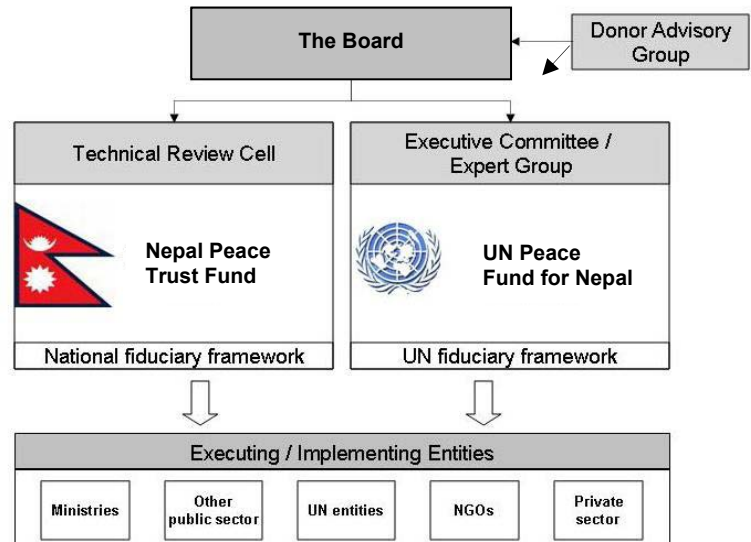 The Board
Donor Advisory
Group
Technical Review Cell
Executive Committee /
Expert Group
Nepal Peace
Trust Fund
UN Peace
Fund for Nepal
National fiduciary framework
UN fiduciary framework
Executing / Implementing Entities
Ministries
Other
public sector
UN entities
NGOs
Private
sector